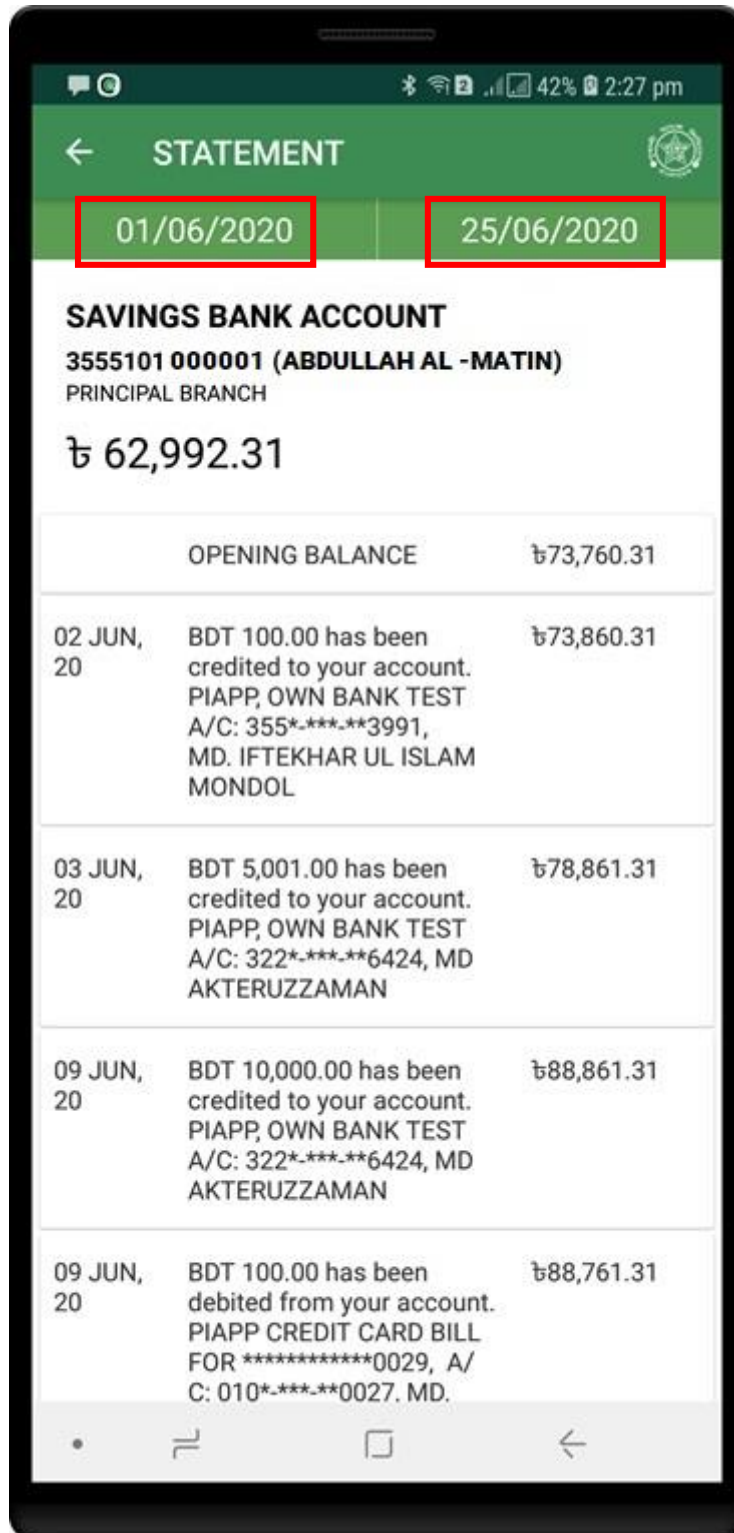 42% 2:27 pm
STATEMENT
01/06/2020 25/06/2020
SAVINGS BANK ACCOUNT
3555101 000001 (ABDULLAH AL -MATIN)
PRINCIPAL BRANCH
৳ 62,992.31
OPENING BALANCE ৳73,760.31
02 JUN, BDT 100.00 has been ৳73,860.31
20 credited to your account.
PIAPP, OWN BANK TEST
A/C: 355*-***-**3991,
MD. IFTEKHAR UL ISLAM
MONDOL
03 JUN, BDT 5,001.00 has been ৳78,861.31
20 credited to your account.
PIAPP, OWN BANK TEST
A/C: 322*-***-**6424, MD
AKTERUZZAMAN
09 JUN, BDT 10,000.00 has been ৳88,861.31
20 credited to your account.
PIAPP, OWN BANK TEST
A/C: 322*-***-**6424, MD
AKTERUZZAMAN
09 JUN, BDT 100.00 has been ৳88,761.31
20 debited from your account.
PIAPP CREDIT CARD BILL
FOR ************0029, A/
C: 010*-***-**0027. MD.